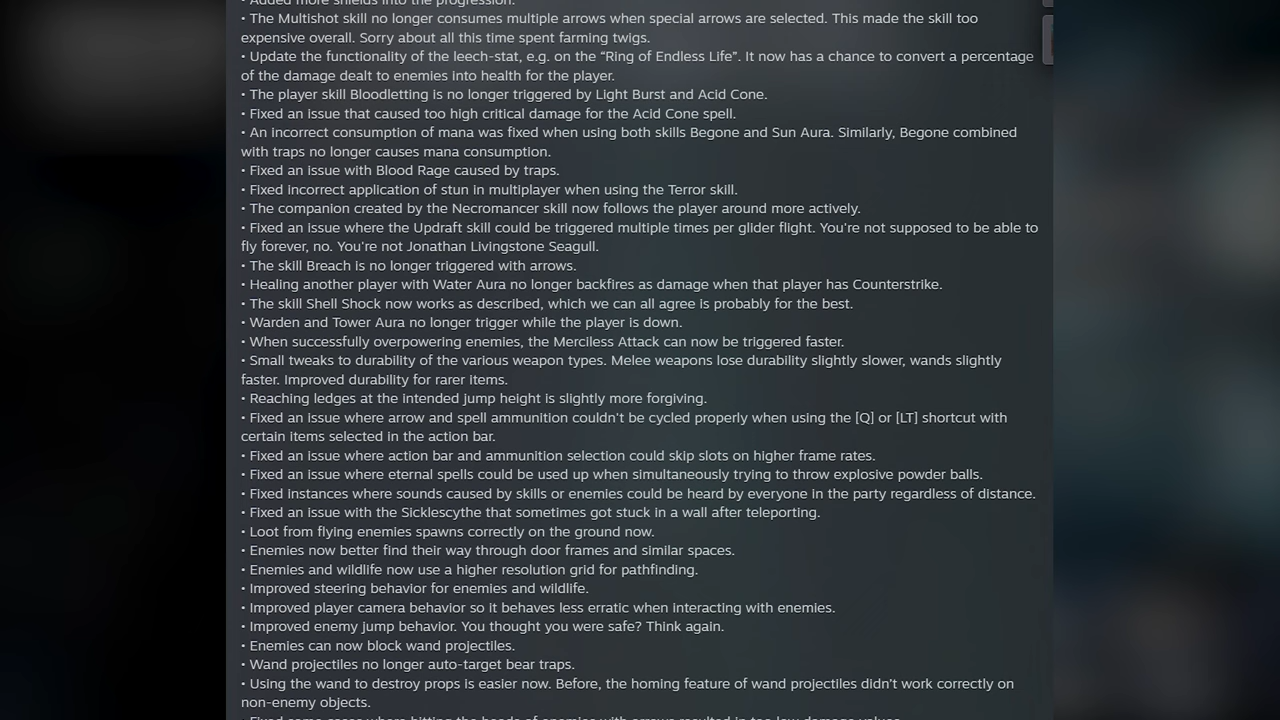 • Added more shields into the progression.
• The Multishot skill no longer consumes multiple arrows when special arrows are selected. This made the skill too
expensive overall. Sorry about all this time spent farming twigs.
• Update the functionality of the leech-stat, e.g. on the “Ring of Endless Life”. It now has a chance to convert a percentage
of the damage dealt to enemies into health for the player.
• The player skill Bloodletting is no longer triggered by Light Burst and Acid Cone.
• Fixed an issue that caused too high critical damage for the Acid Cone spell.
• An incorrect consumption of mana was fixed when using both skills Begone and Sun Aura. Similarly, Begone combined
with traps no longer causes mana consumption.
• Fixed an issue with Blood Rage caused by traps.
• Fixed incorrect application of stun in multiplayer when using the Terror skill.
• The companion created by the Necromancer skill now follows the player around more actively.
• Fixed an issue where the Updraft skill could be triggered multiple times per glider flight. You’re not supposed to be able to
fly forever, no. You’re not Jonathan Livingstone Seagull.
• The skill Breach is no longer triggered with arrows.
• Healing another player with Water Aura no longer backfires as damage when that player has Counterstrike.
• The skill Shell Shock now works as described, which we can all agree is probably for the best.
• Warden and Tower Aura no longer trigger while the player is down.
• When successfully overpowering enemies, the Merciless Attack can now be triggered faster.
• Small tweaks to durability of the various weapon types. Melee weapons lose durability slightly slower, wands slightly
faster. Improved durability for rarer items.
• Reaching ledges at the intended jump height is slightly more forgiving.
• Fixed an issue where arrow and spell ammunition couldn’t be cycled properly when using the [Q] or [LT] shortcut with
certain items selected in the action bar.
• Fixed an issue where action bar and ammunition selection could skip slots on higher frame rates.
• Fixed an issue where eternal spells could be used up when simultaneously trying to throw explosive powder balls.
• Fixed instances where sounds caused by skills or enemies could be heard by everyone in the party regardless of distance.
• Fixed an issue with the Sicklescythe that sometimes got stuck in a wall after teleporting.
• Loot from flying enemies spawns correctly on the ground now.
• Enemies now better find their way through door frames and similar spaces.
• Enemies and wildlife now use a higher resolution grid for pathfinding.
• Improved steering behavior for enemies and wildlife.
• Improved player camera behavior so it behaves less erratic when interacting with enemies.
• Improved enemy jump behavior. You thought you were safe? Think again.
• Enemies can now block wand projectiles.
• Wand projectiles no longer auto-target bear traps.
• Using the wand to destroy props is easier now. Before, the homing feature of wand projectiles didn’t work correctly on
non-enemy objects.
• Fixed some cases where hitting the heads of enemies with arrows resulted in too low damage values.